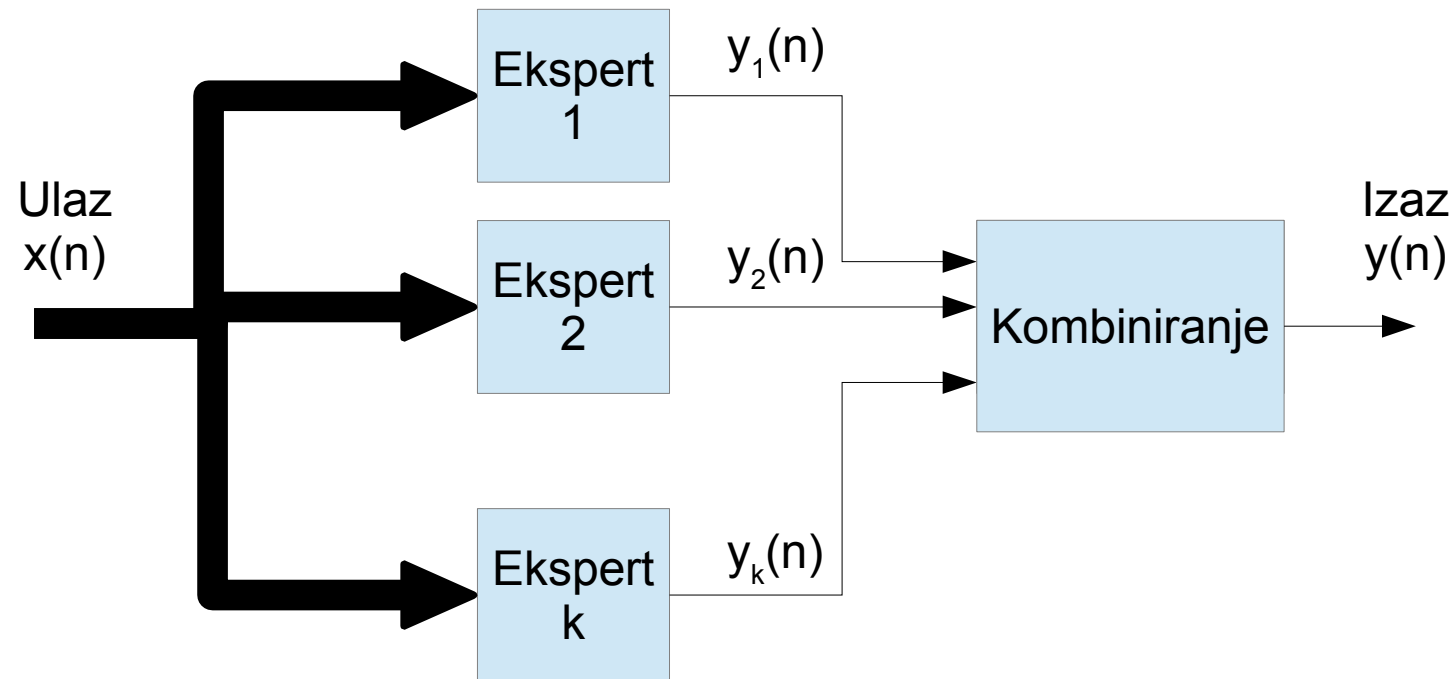 Ulaz
x(n)
Ekspert
1
y₁(n)
Ekspert
2
y₂(n)
Ekspert
k
yₖ(n)
Kombiniranje
Izaz
y(n)